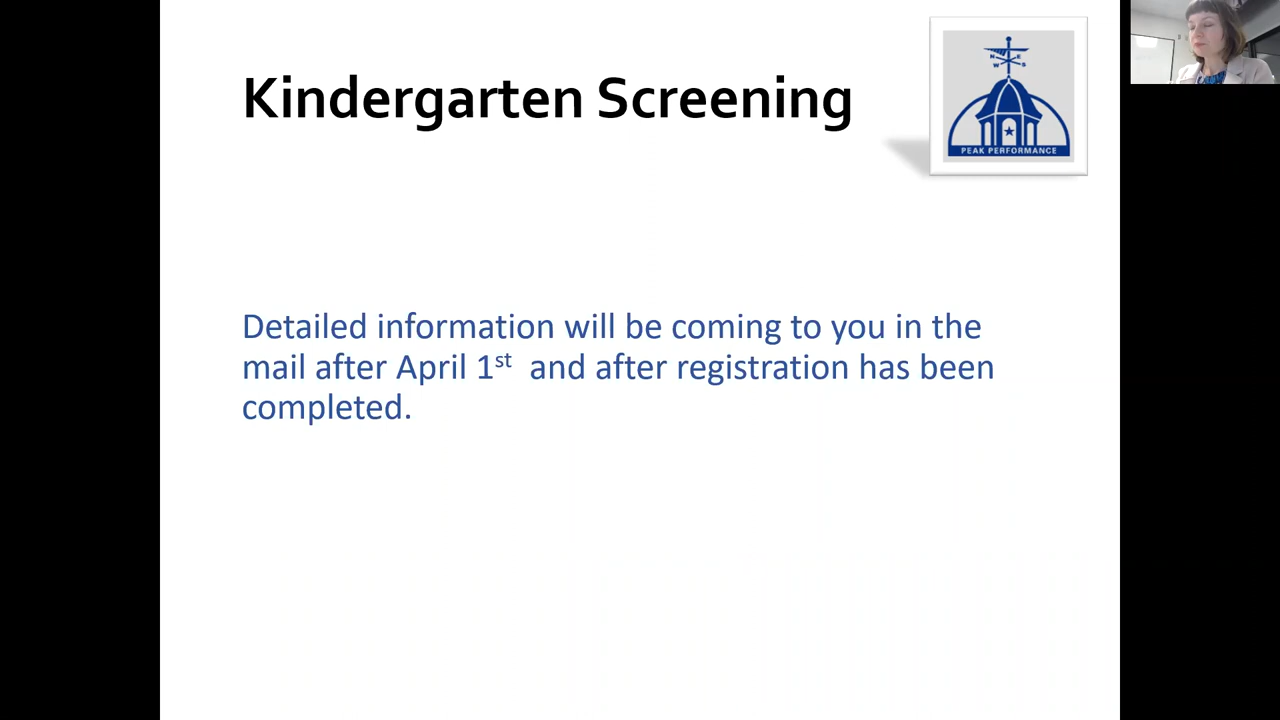 Kindergarten Screening
N E
W S
PEAK PERFORMANCE
Detailed information will be coming to you in the
mail after April 1st and after registration has been
completed.